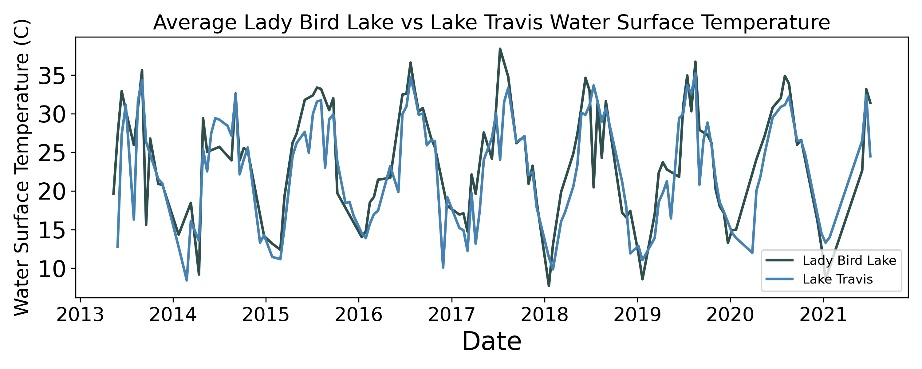 Average Lady Bird Lake vs Lake Travis Water Surface Temperature
Water Surface Temperature (C)
35
30
25
20
15
10
2013 2014 2015 2016 2017 2018 2019 2020 2021
Date
Lady Bird Lake
Lake Travis